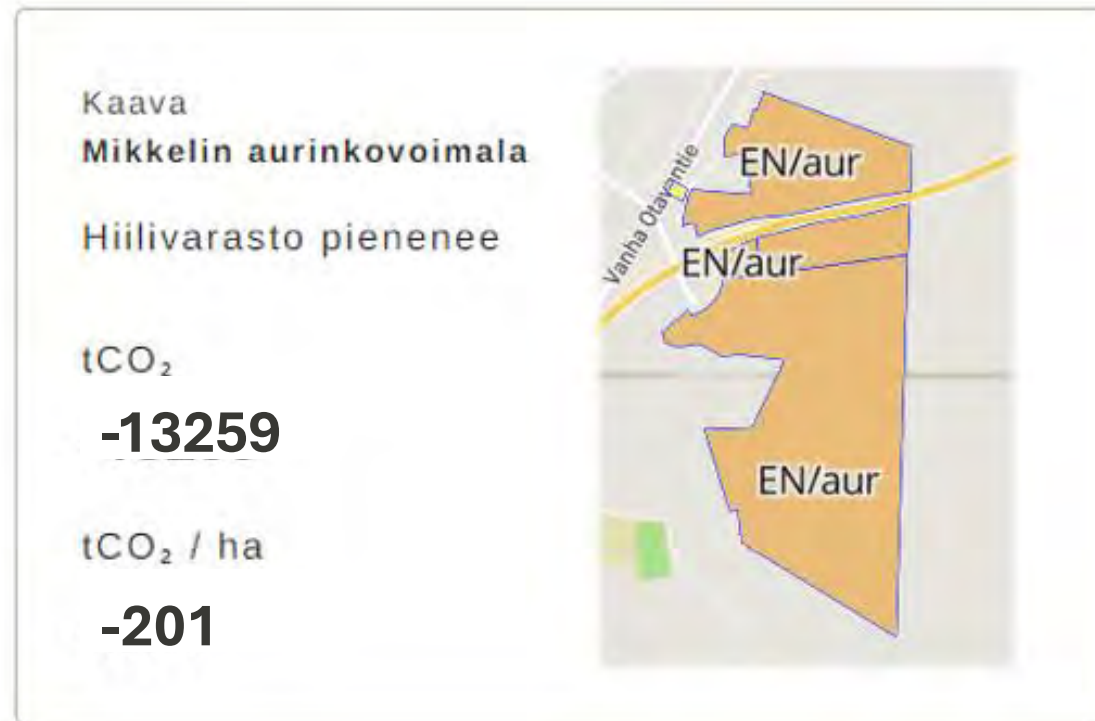 Kaava
Mikkelin aurinkovoimala
Hiilivarasto pienenee
tCO₂
-13259
tCO₂ / ha
-201
EN/aur
Vanha Otavantie
EN/aur
EN/aur